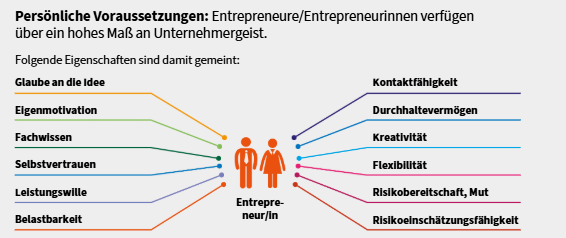 Persönliche Voraussetzungen: Entrepreneure/Entrepreneurinnen verfügen
über ein hohes Maß an Unternehmergeist.
Folgende Eigenschaften sind damit gemeint:
Glaube an die Idee
Eigenmotivation
Fachwissen
Selbstvertrauen
Leistungswille
Belastbarkeit
Entrepre-
neur/in
Kontaktfähigkeit
Durchhaltevermögen
Kreativität
Flexibilität
Risikobereitschaft, Mut
Risikoeinschätzungsfähigkeit